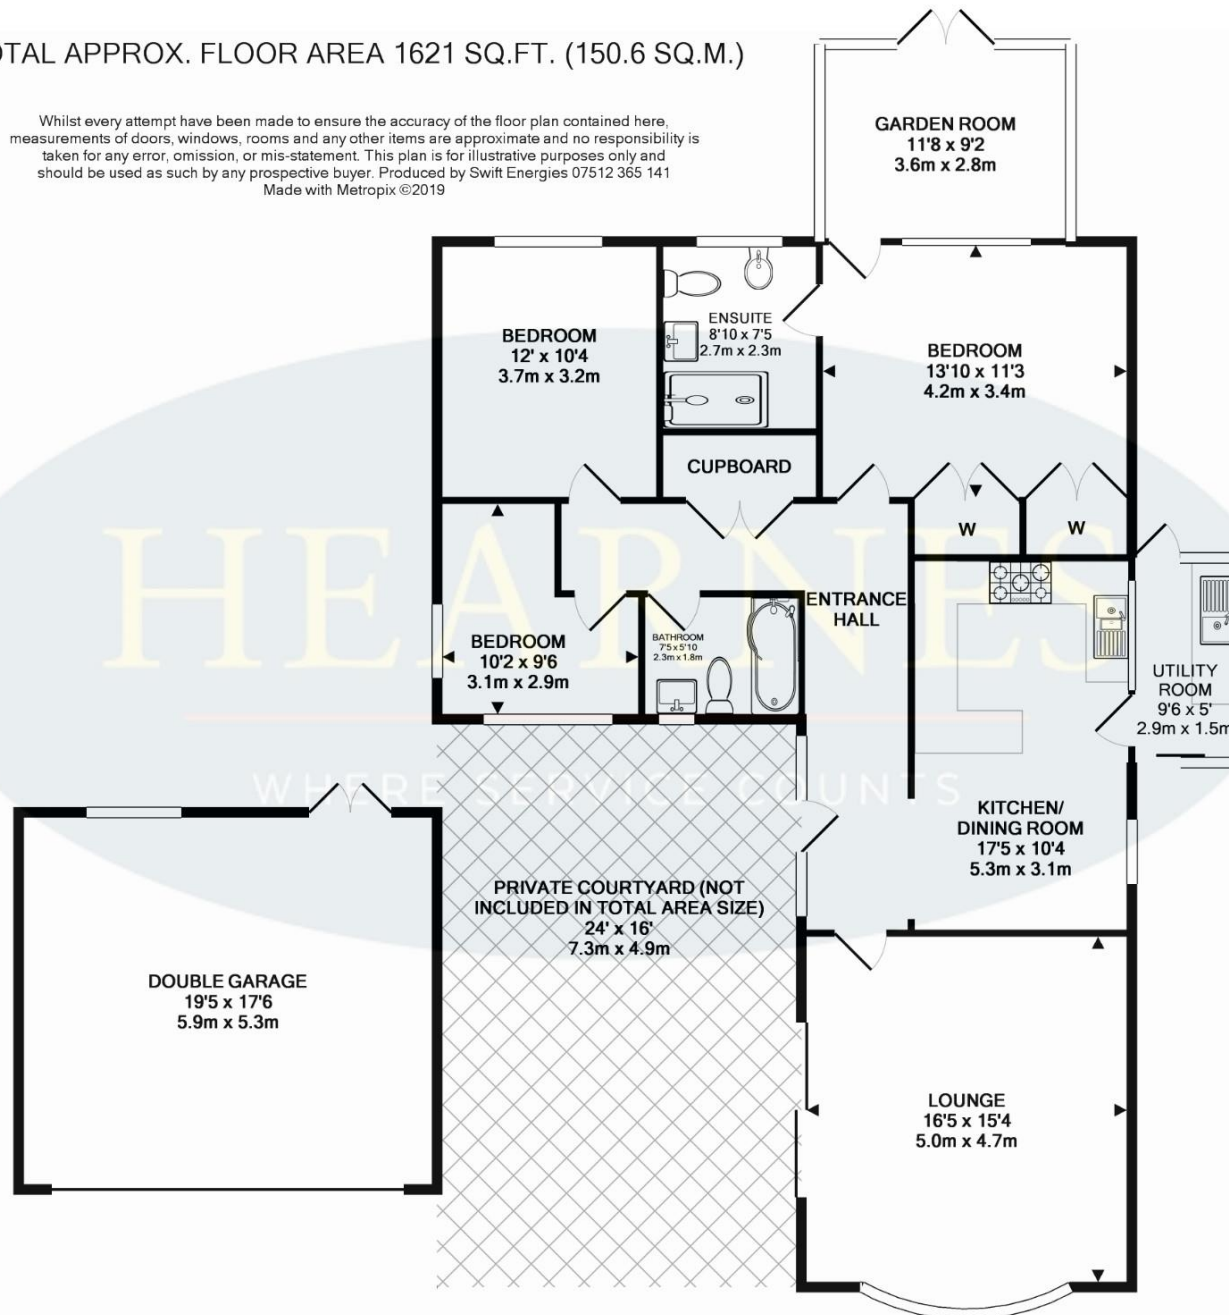 OTAL APPROX. FLOOR AREA 1621 SQ.FT. (150.6 SQ.M.)
Whilst every attempt have been made to ensure the accuracy of the floor plan contained here,
measurements of doors, windows, rooms and any other items are approximate and no responsibility is
taken for any error, omission, or mis-statement. This plan is for illustrative purposes only and
should be used as such by any prospective buyer. Produced by Swift Energies 07512 365 141
Made with Metropix ©2019
GARDEN ROOM
11'8 x 9'2
3.6m x 2.8m
BEDROOM
12' x 10'4
3.7m x 3.2m
ENSUITE
8'10 x 7'5
2.7m x 2.3m
BEDROOM
13'10 x 11'3
4.2m x 3.4m
CUPBOARD
W
W
HEARNES
WHERE SERVICE COUNTS
ENTRANCE
HALL
BEDROOM
10'2 x 9'6
3.1m x 2.9m
BATHROOM
7'5 x 5'10
2.3m x 1.8m
UTILITY
ROOM
9'6 x 5'
2.9m x 1.5m
KITCHEN/
DINING ROOM
17'5 x 10'4
5.3m x 3.1m
PRIVATE COURTYARD (NOT
INCLUDED IN TOTAL AREA SIZE)
24' x 16'
7.3m x 4.9m
DOUBLE GARAGE
19'5 x 17'6
5.9m x 5.3m
LOUNGE
16'5 x 15'4
5.0m x 4.7m